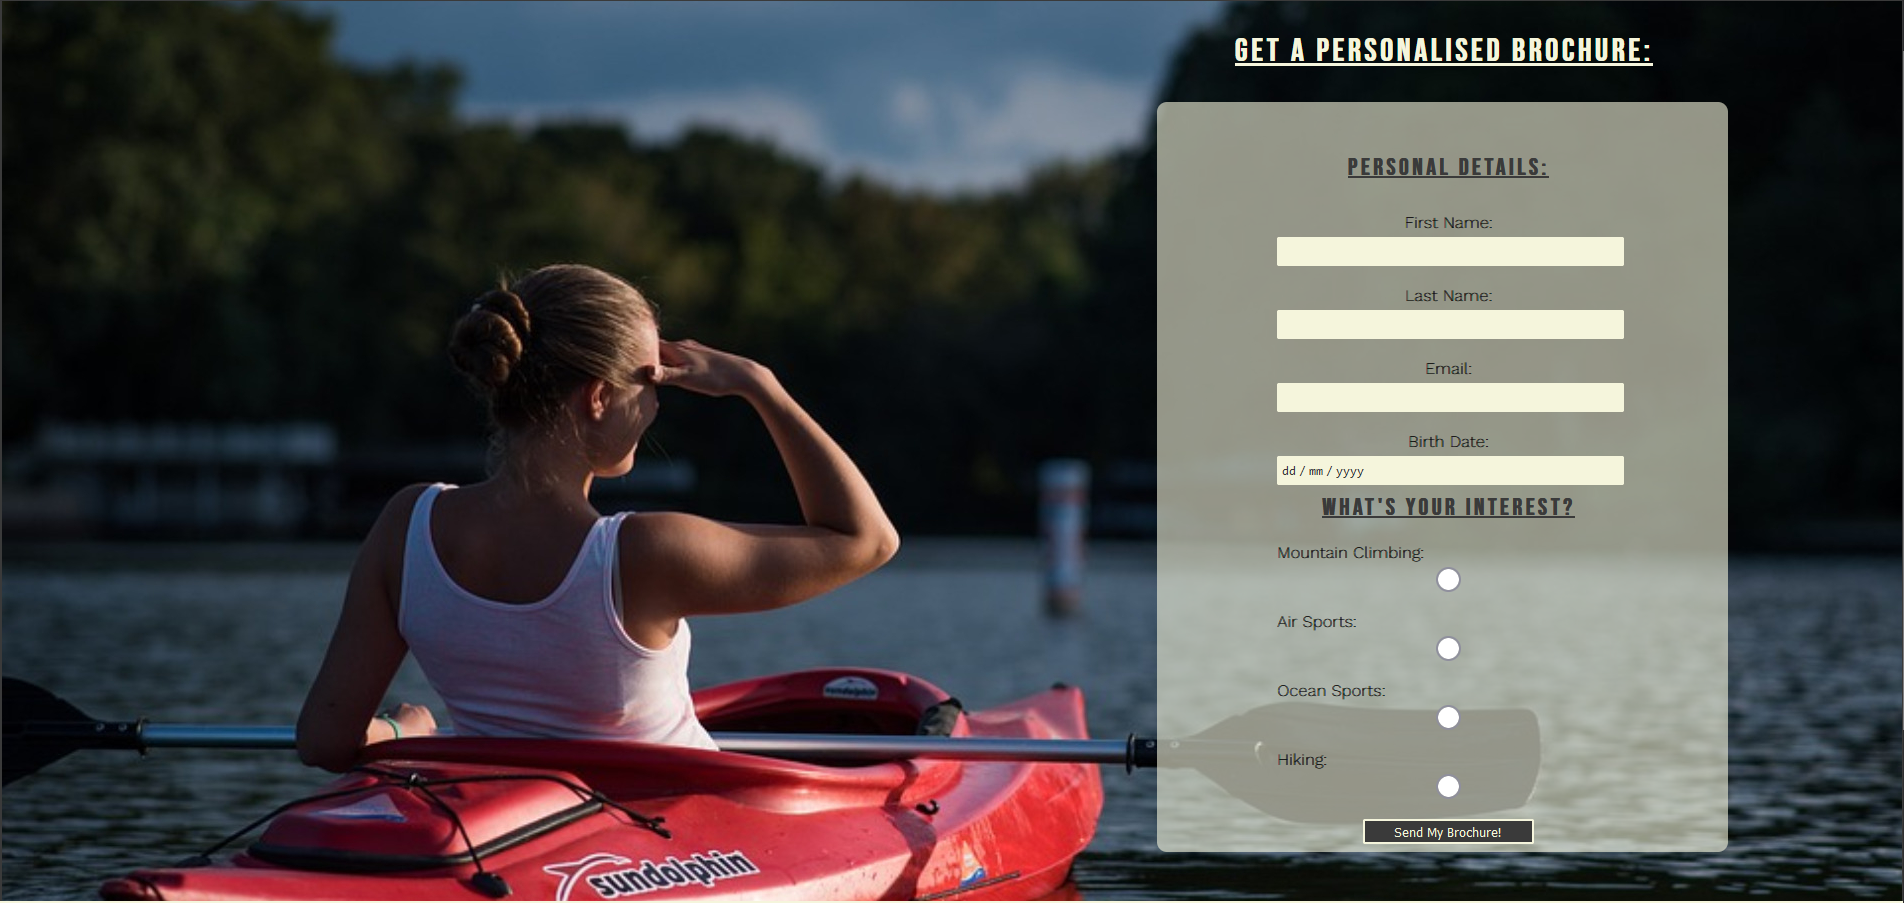 GET A PERSONALISED BROCHURE:
PERSONAL DETAILS:
First Name:
Last Name:
Email:
Birth Date:
dd / mm / yyyy
WHAT'S YOUR INTEREST?
Mountain Climbing:
Air Sports:
Ocean Sports:
Hiking:
Send My Brochure!
sundolphin
sundolphin